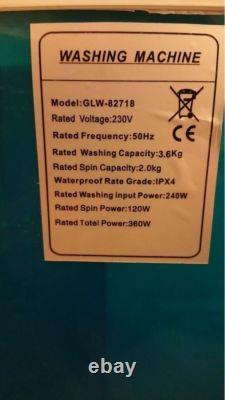 WASHING MACHINE
Model:GLW-82718
Rated Voltage:230V
Rated Frequency:50Hz
CE
Rated Washing Capacity:3.6Kg
Rated Spin Capacity:2.0kg
Waterproof Rate Grade:IPX4
Rated Washing input Power:240W
Rated Spin Power:120W
Rated Totel Power:360W
ebay